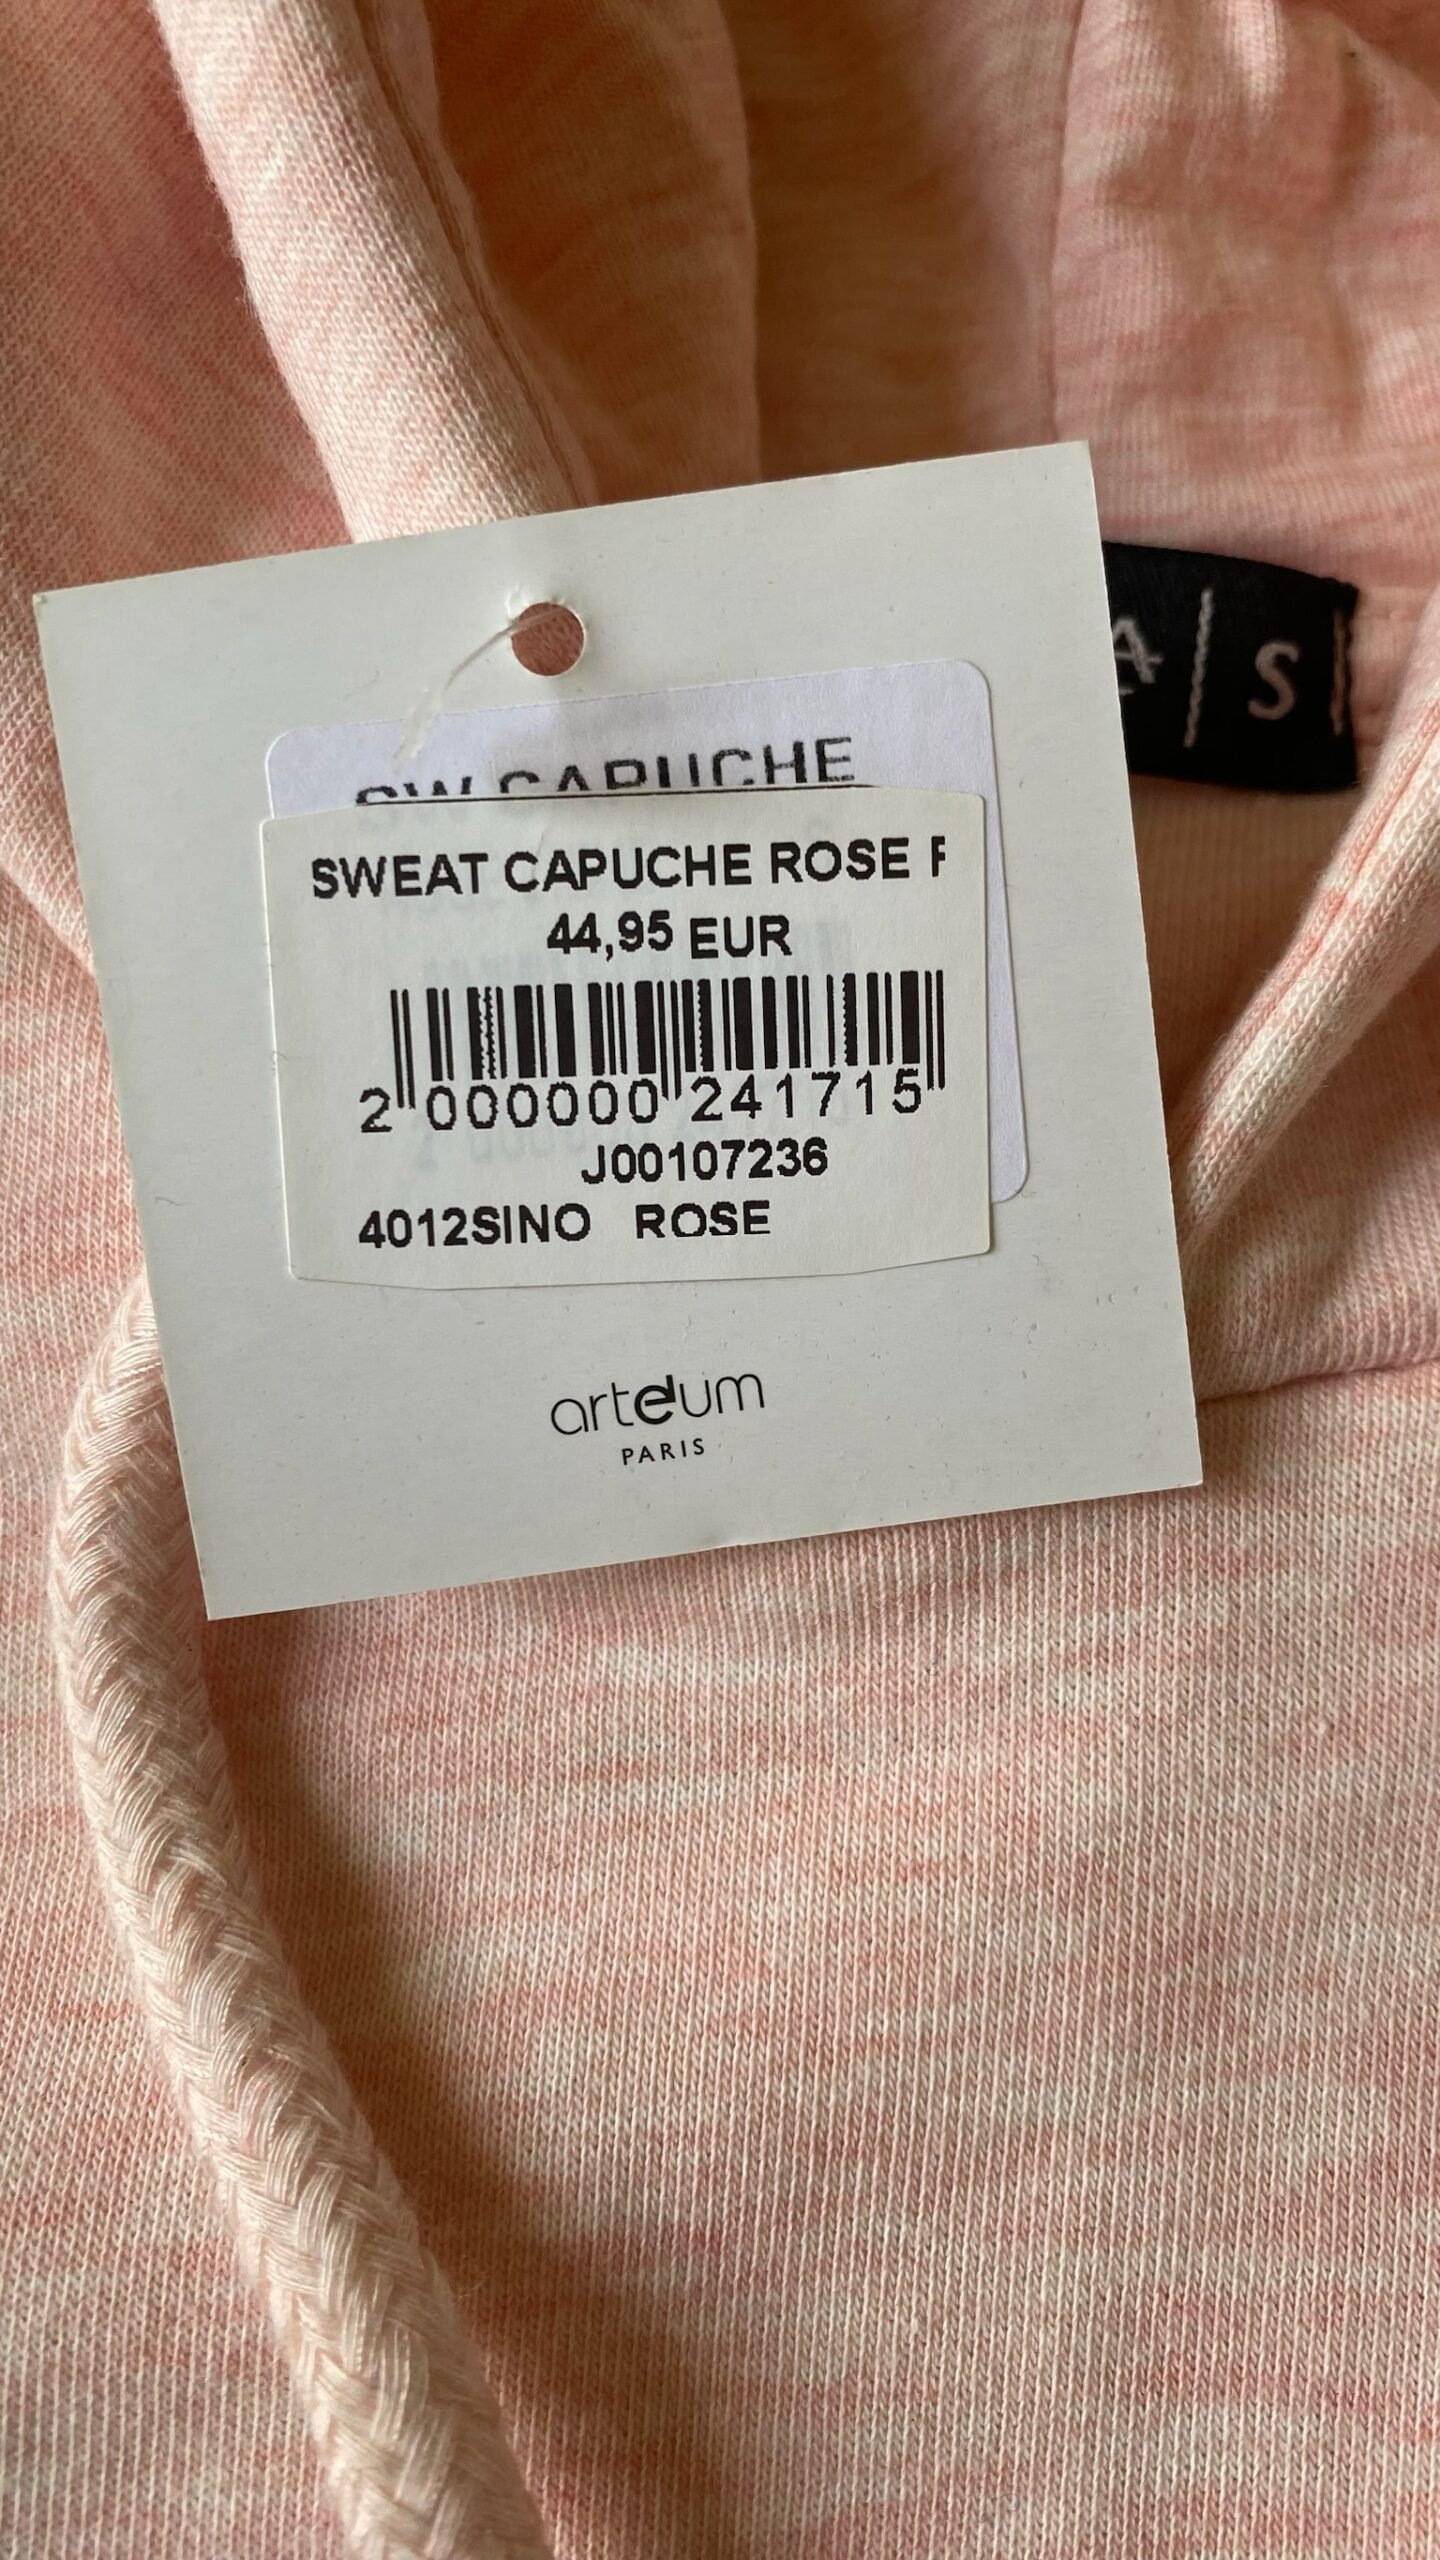 SW CAPUCHE
SWEAT CAPUCHE ROSE F
44,95 EUR
2 000000 241715
J00107236
4012SINO ROSE
arteum
PARIS
A | S